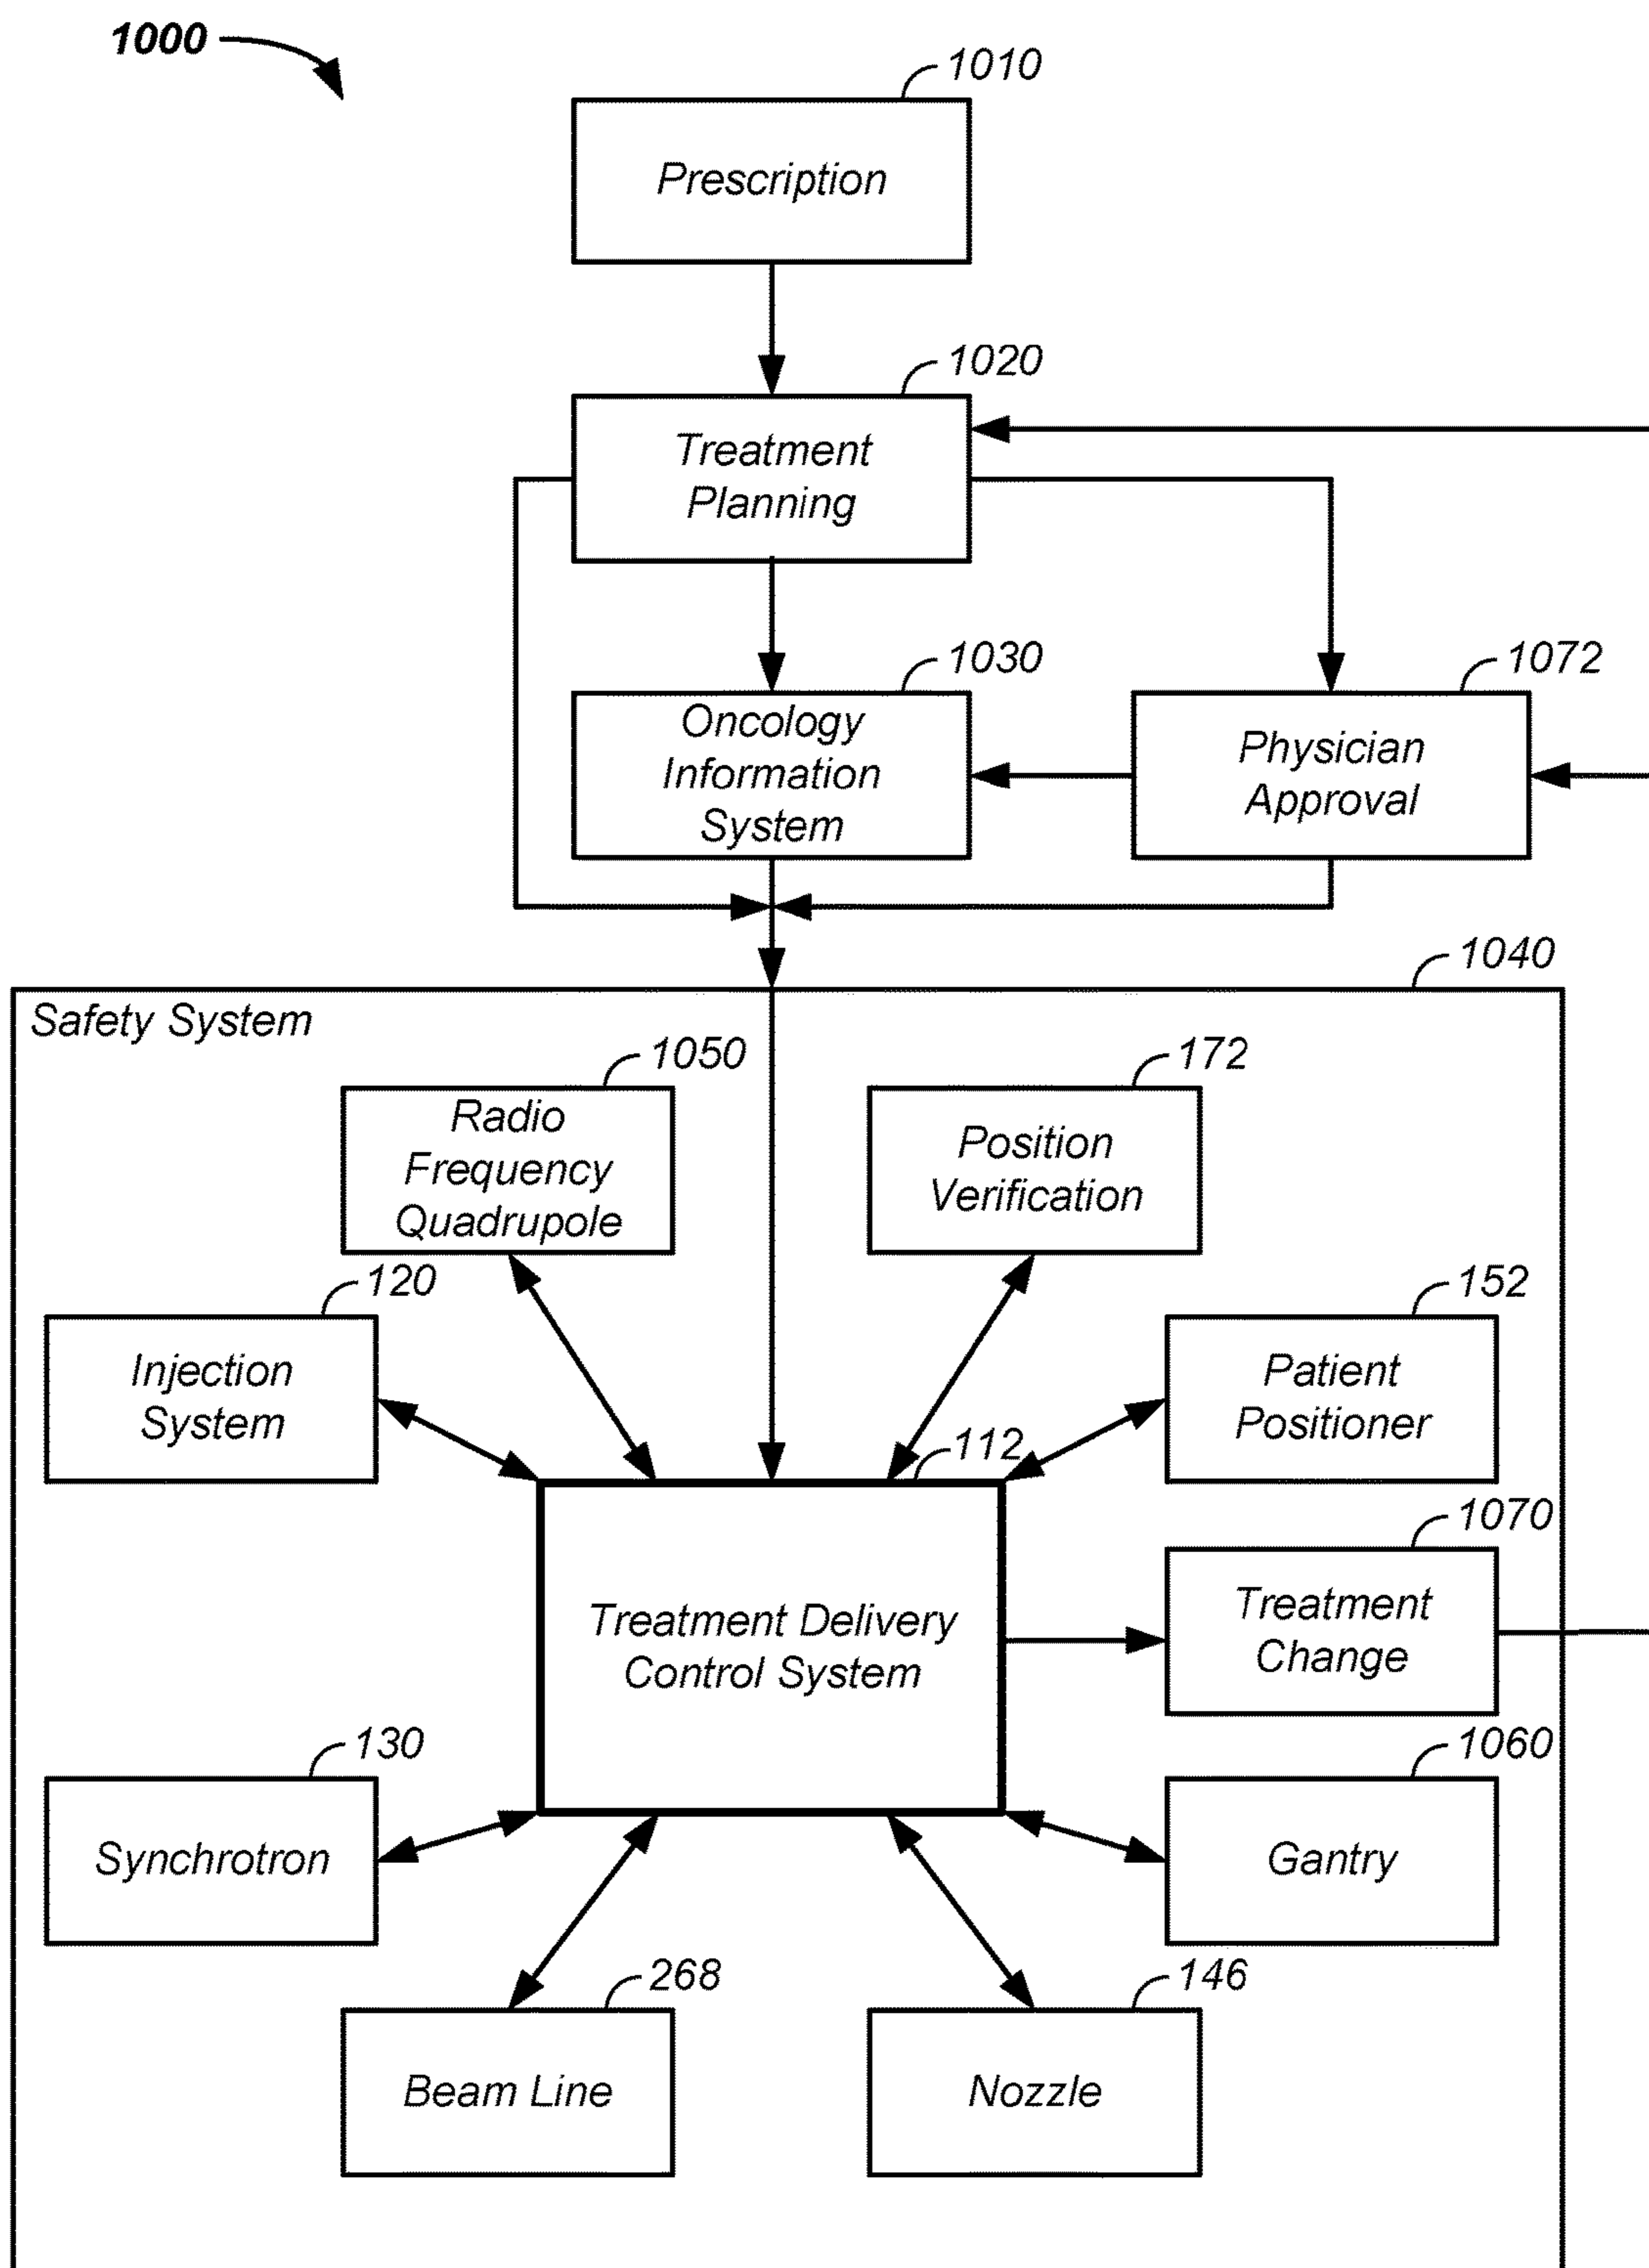 1000
1010
Prescription
1020
Treatment
Planning
1030
Oncology
Information
System
1072
Physician
Approval
1040
Safety System
1050
Radio
Frequency
Quadrupole
172
Position
Verification
120
Injection
System
152
Patient
Positioner
112
Treatment Delivery
Control System
1070
Treatment
Change
130
Synchrotron
1060
Gantry
268
Beam Line
146
Nozzle